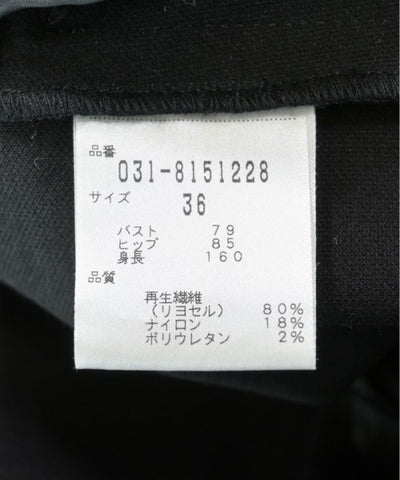 品番
031-8151228
サイズ 36
バスト 79
ヒップ 85
身長 160
品質
再生繊維
(リヨセル) 80%
ナイロン 18%
ポリウレタン 2%